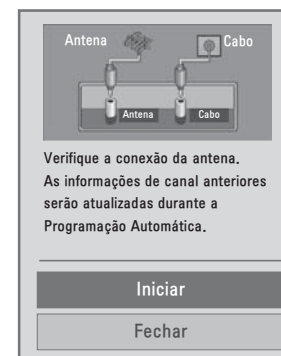 Antena Cabo
Antena Cabo
Verifique a conexão da antena.
As informações de canal anteriores
serão atualizadas durante a
Programação Automática.
Iniciar
Fechar